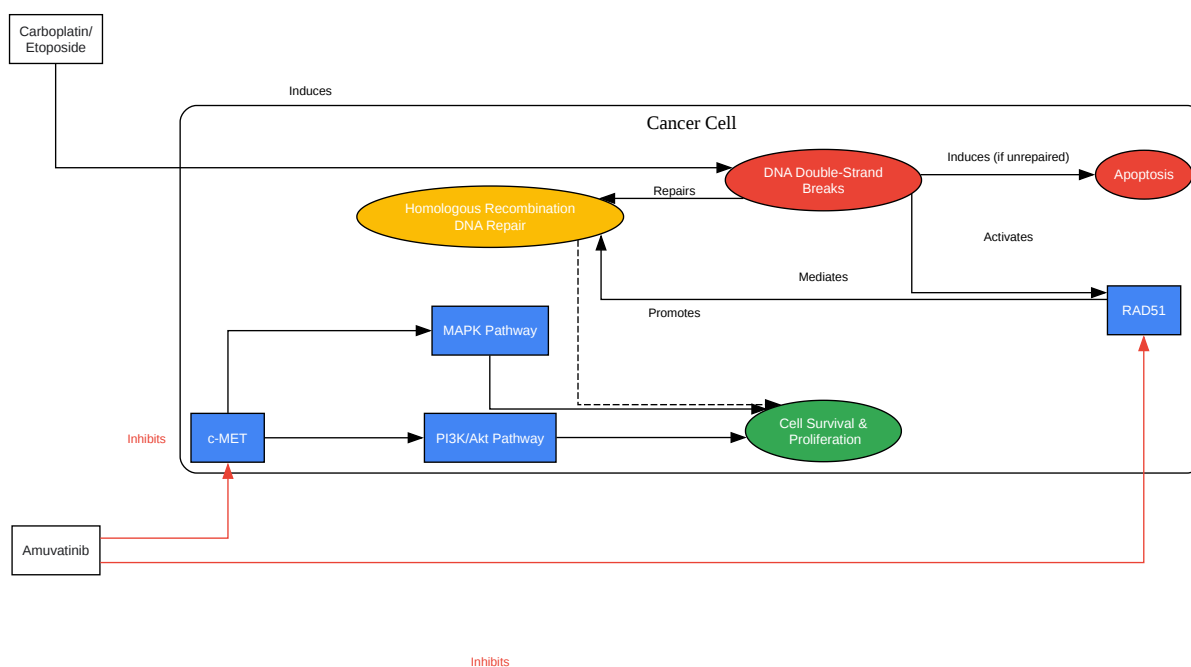 Carboplatin/
Etoposide
Induces
Cancer Cell
Induces (if unrepaired)
DNA Double-Strand
Breaks
Apoptosis
Repairs
Homologous Recombination
DNA Repair
Activates
Mediates
Promotes
RAD51
MAPK Pathway
Cell Survival &
Proliferation
Inhibits
c-MET
PI3K/Akt Pathway
Amuvatinib
Inhibits